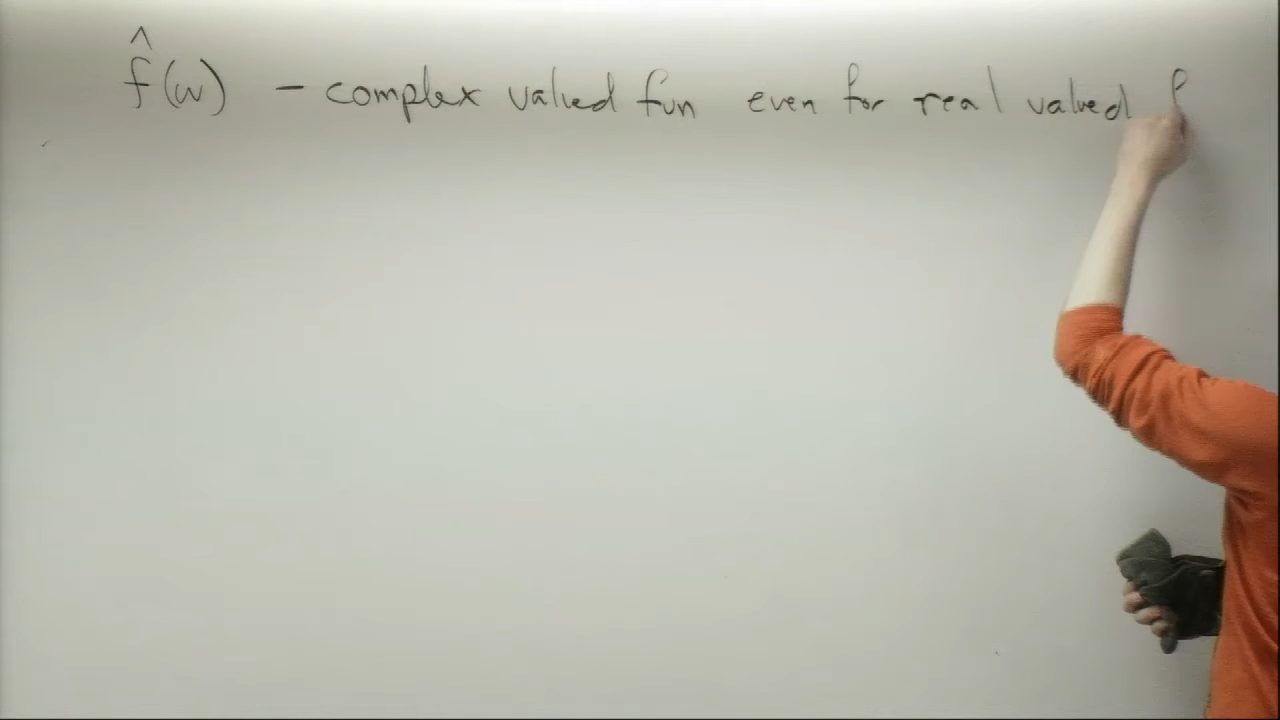 f̂(w) – complex valued fun even for real valued f